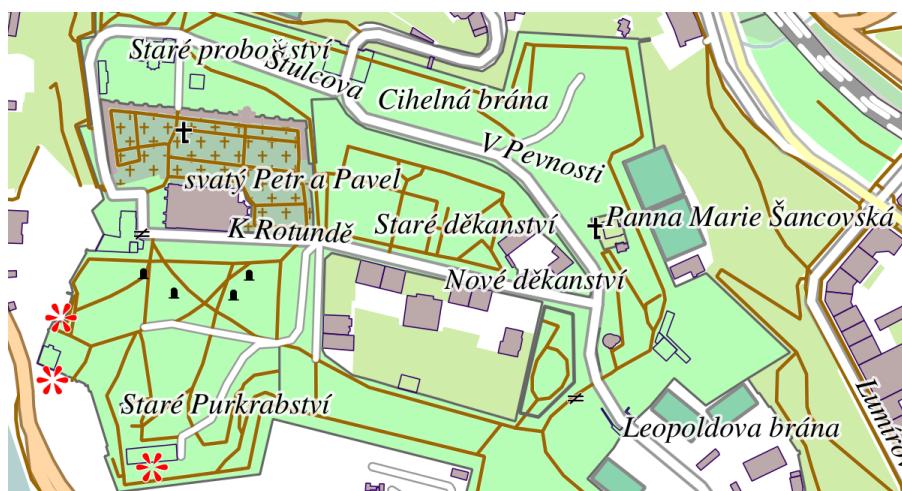 Staré proboštství
Štulcova
Cihelná brána
V Pevnosti
svatý Petr a Pavel
K Rotundě
Staré děkanství
Panna Marie Šancovská
Nové děkanství
Staré Purkrabství
Leopoldova brána
Lumírov